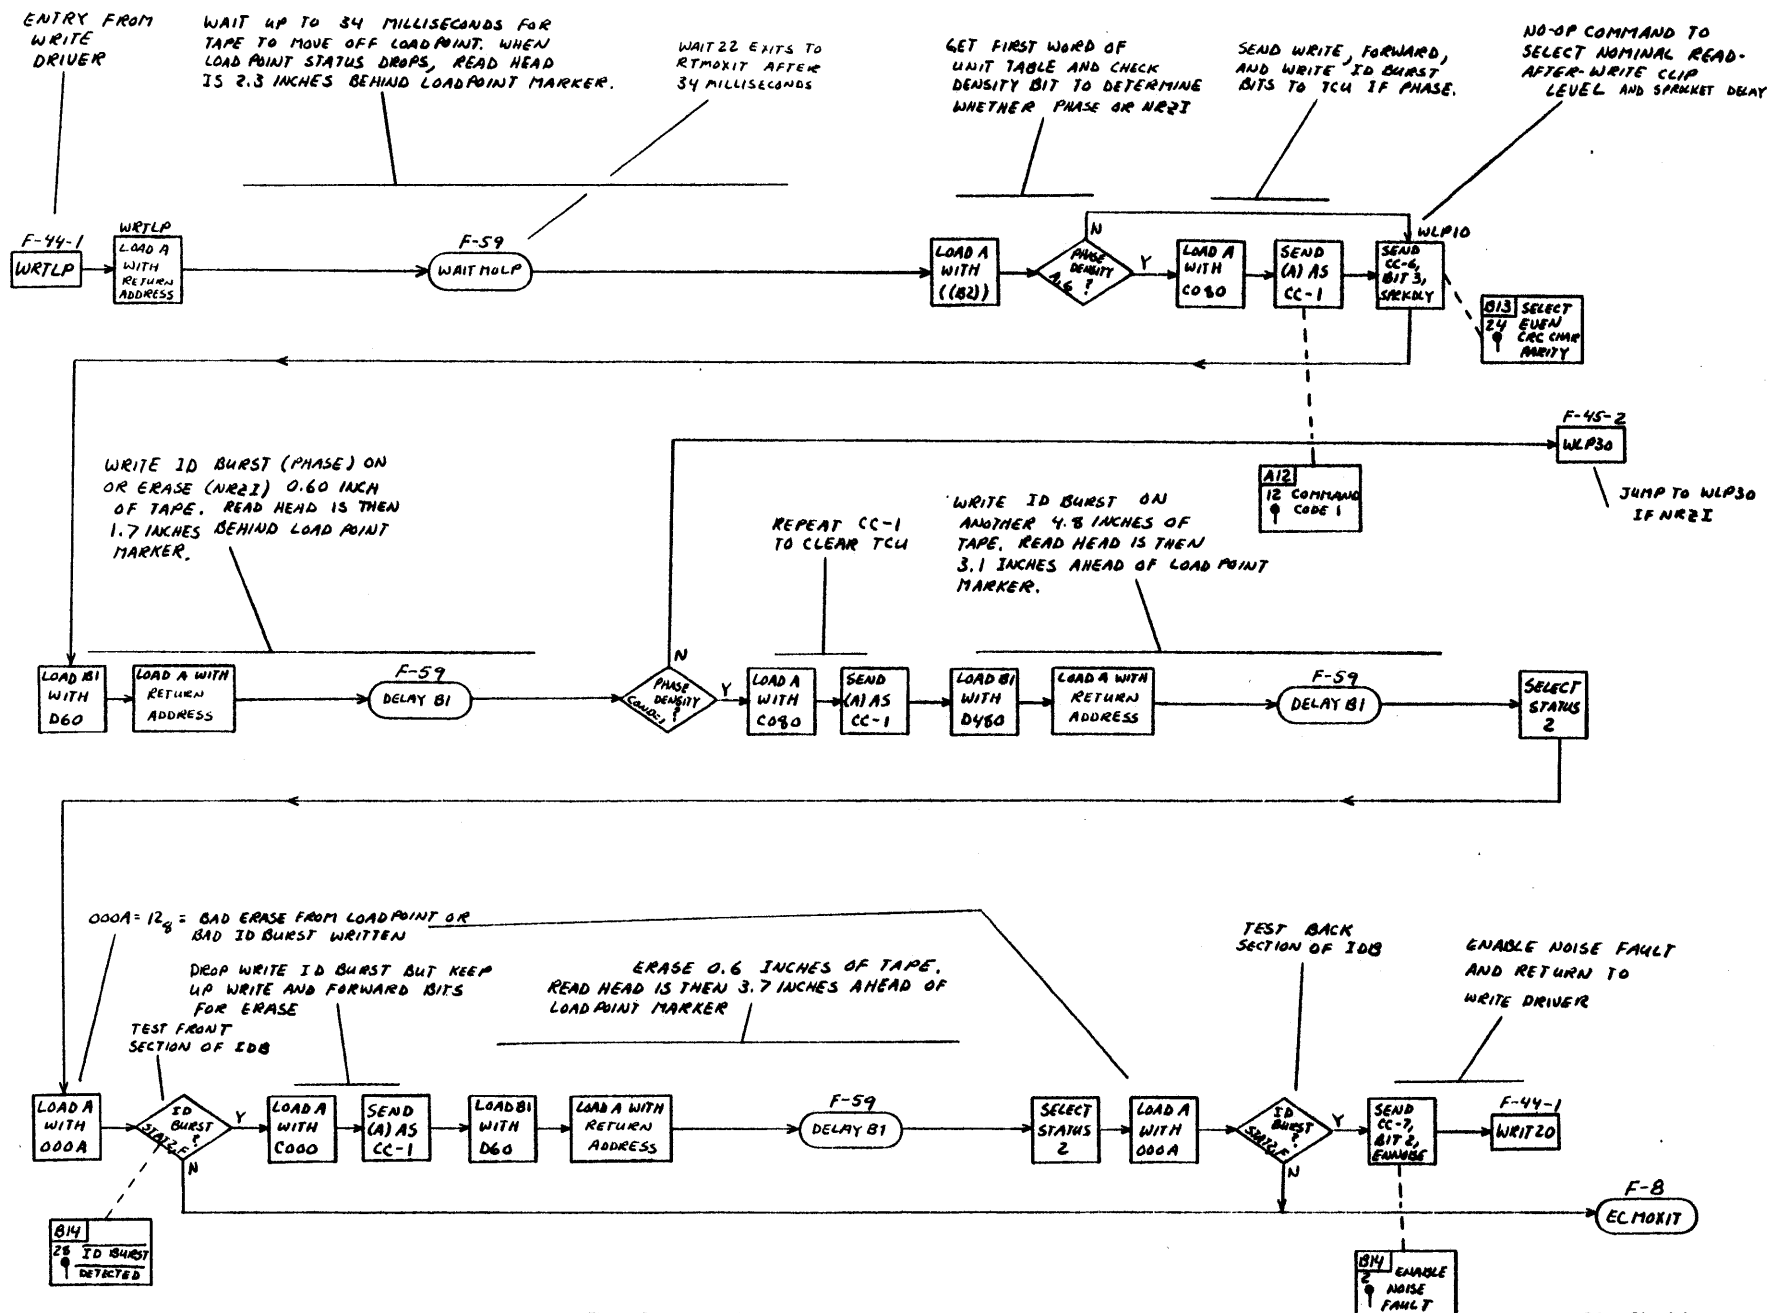 ENTRY FROM
WRITE
DRIVER
WAIT UP TO 34 MILLISECONDS FOR
TAPE TO MOVE OFF LOADPOINT. WHEN
LOAD POINT STATUS DROPS, READ HEAD
IS 2.3 INCHES BEHIND LOADPOINT MARKER.
WAIT 22 EXITS TO
RTMOXIT AFTER
34 MILLISECONDS
GET FIRST WORD OF
UNIT TABLE AND CHECK
DENSITY BIT TO DETERMINE
WHETHER PHASE OR NRZI
SEND WRITE, FORWARD,
AND WRITE ID BURST
BITS TO TCU IF PHASE.
NO-OP COMMAND TO
SELECT NOMINAL READ-
AFTER-WRITE CLIP
LEVEL AND SPROCKET DELAY
F-44-1
WRTLP
WRTLP
LOAD A
WITH
RETURN
ADDRESS
F-59
WAITMOLP
LOAD A
WITH
((B2))
N
PHASE
DENSITY
?
Y
LOAD A
WITH
C080
SEND
(A) AS
CC-1
WLP10
SEND
CC-6,
BIT 3,
SPRKDLY
B13
24
SELECT
EVEN
CRC CHAR
PARITY
F-45-2
WLP30
JUMP TO WLP30
IF NRZI
A12
12 COMMAND
CODE 1
WRITE ID BURST (PHASE) ON
OR ERASE (NRZI) 0.60 INCH
OF TAPE. READ HEAD IS THEN
1.7 INCHES BEHIND LOAD POINT
MARKER.
REPEAT CC-1
TO CLEAR TCU
WRITE ID BURST ON
ANOTHER 4.8 INCHES OF
TAPE. READ HEAD IS THEN
3.1 INCHES AHEAD OF LOAD POINT
MARKER.
LOAD B1
WITH
D60
LOAD A WITH
RETURN
ADDRESS
F-59
DELAY B1
N
PHASE
DENSITY
COND=1
?
Y
LOAD A
WITH
C080
SEND
(A) AS
CC-1
LOAD B1
WITH
D480
LOAD A WITH
RETURN
ADDRESS
F-59
DELAY B1
SELECT
STATUS
2
000A = 12₈ = BAD ERASE FROM LOADPOINT OR
BAD ID BURST WRITTEN
DROP WRITE ID BURST BUT KEEP
UP WRITE AND FORWARD BITS
FOR ERASE
TEST FRONT
SECTION OF IDB
ERASE 0.6 INCHES OF TAPE.
READ HEAD IS THEN 3.7 INCHES AHEAD OF
LOADPOINT MARKER
TEST BACK
SECTION OF IDB
ENABLE NOISE FAULT
AND RETURN TO
WRITE DRIVER
LOAD A
WITH
000A
ID
BURST
?
STAT2,F
Y
N
LOAD A
WITH
C000
SEND
(A) AS
CC-1
LOAD B1
WITH
D60
LOAD A WITH
RETURN
ADDRESS
F-59
DELAY B1
SELECT
STATUS
2
LOAD A
WITH
000A
ID
BURST
?
STAT2,F
Y
N
SEND
CC-7,
BIT 2,
ENNOISE
F-44-1
WRIT20
F-8
ECMOXIT
B14
28 ID BURST
DETECTED
B14
2
ENABLE
NOISE
FAULT